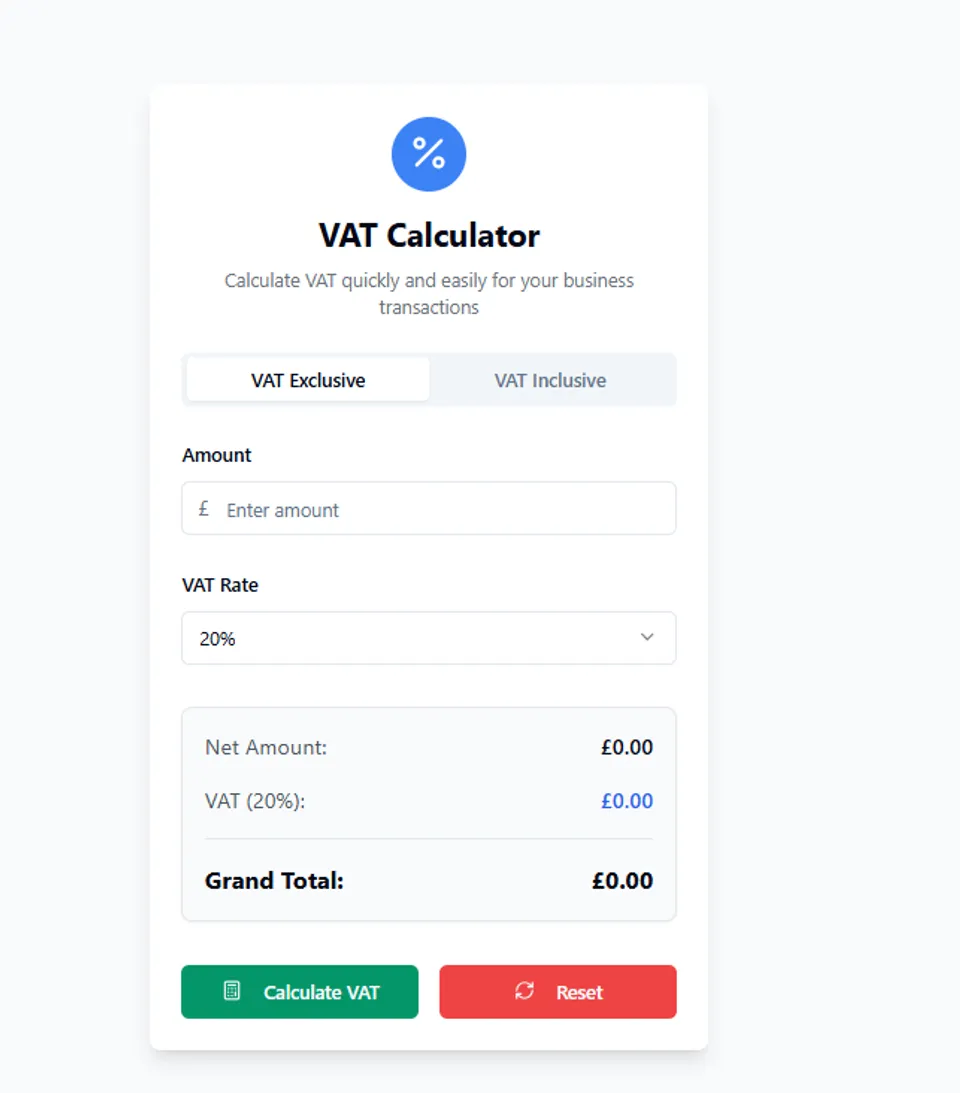 %
VAT Calculator
Calculate VAT quickly and easily for your business
transactions
VAT Exclusive VAT Inclusive
Amount
£ Enter amount
VAT Rate
20%
Net Amount: £0.00
VAT (20%): £0.00
Grand Total: £0.00
Calculate VAT Reset